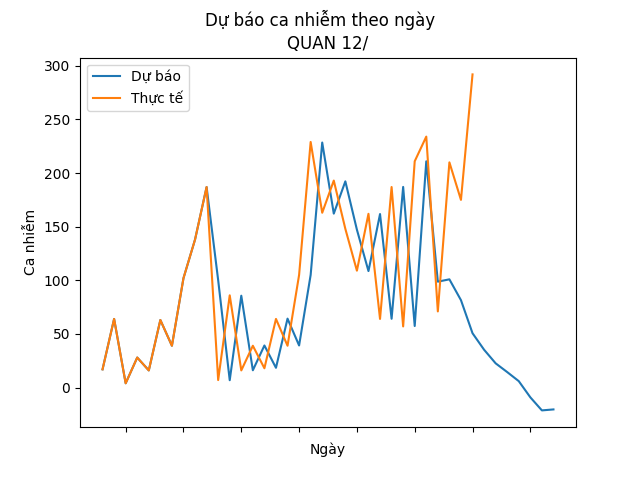 Dự báo ca nhiễm theo ngày
QUAN 12/
Dự báo
Thực tế
300
250
200
150
100
50
0
Ca nhiễm
Ngày